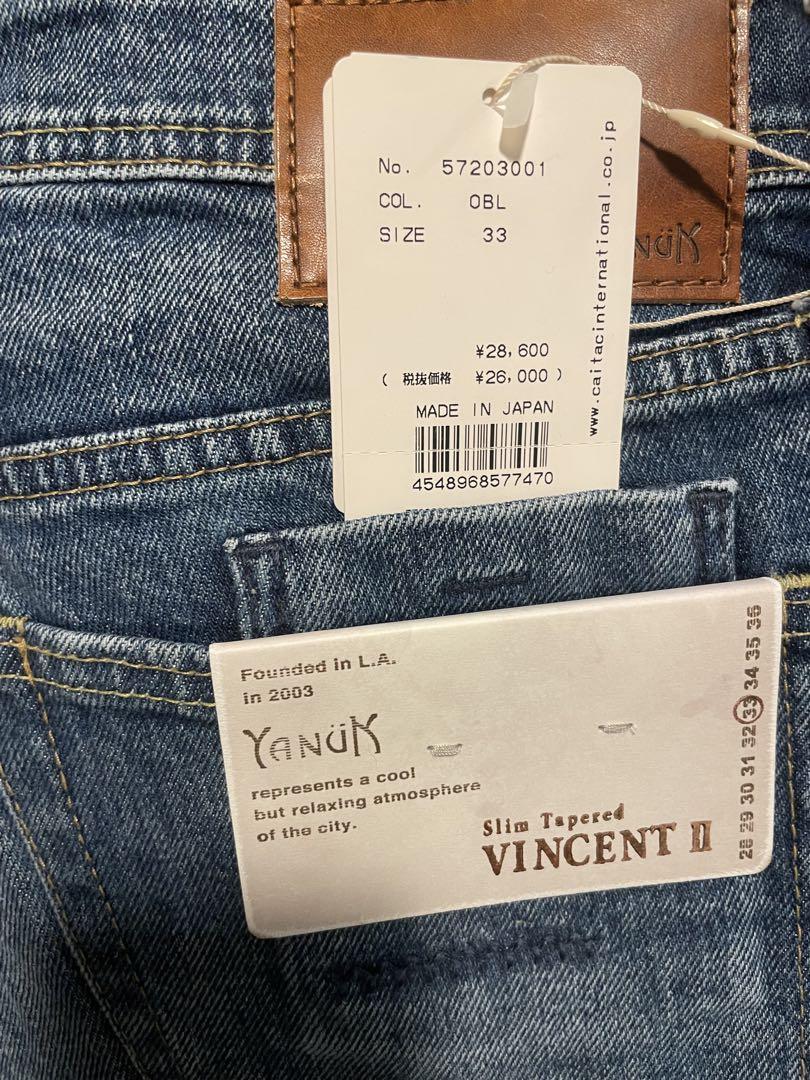 No. 57203001
COL. OBL
SIZE 33
¥28,600
( 税抜価格 ¥26,000 )
MADE IN JAPAN
4548968577470
www.caitacinternational.co.jp
NÜK
Founded in L.A.
in 2003
YANÜK
represents a cool
but relaxing atmosphere
of the city.
Slim Tapered
VINCENT II
28 29 30 31 32 33 34 35 36